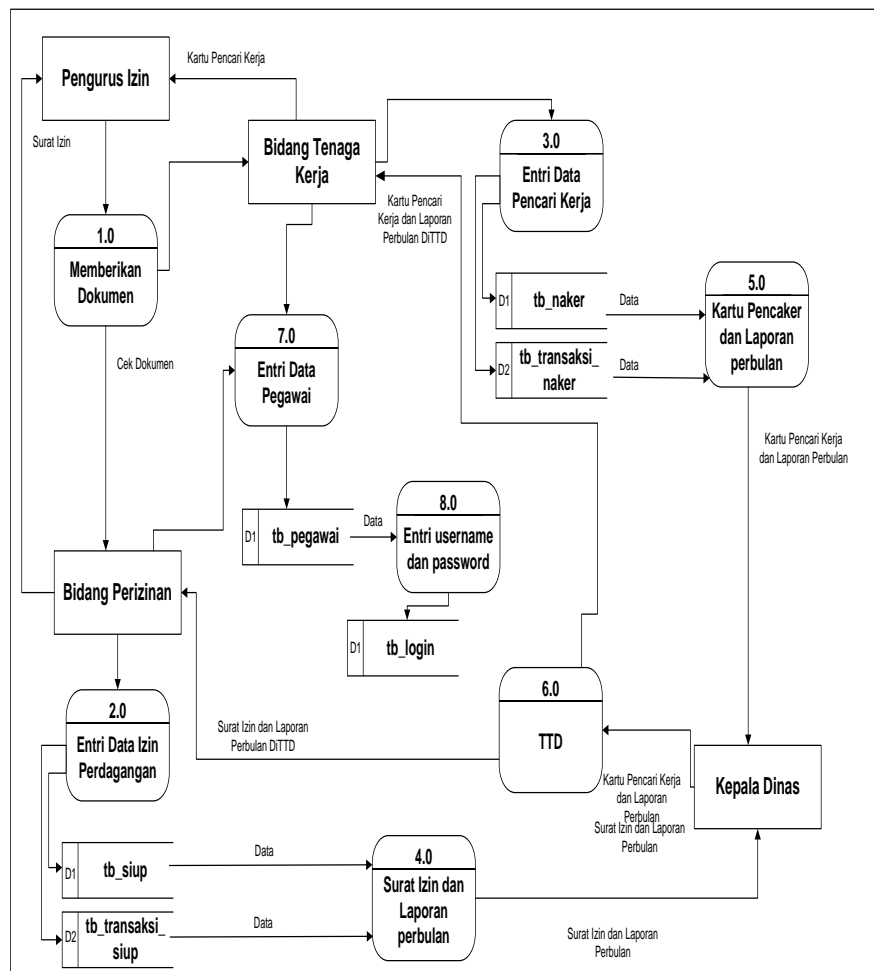 Kartu Pencari Kerja
Pengurus Izin
Surat Izin
Bidang Tenaga
Kerja
3.0
Entri Data
Pencari Kerja
Kartu Pencari
Kerja dan Laporan
Perbulan DiTTD
1.0
Memberikan
Dokumen
D1
tb_naker
Data
5.0
Kartu Pencaker
dan Laporan
perbulan
7.0
Entri Data
Pegawai
D2
tb_transaksi_
naker
Data
Cek Dokumen
Kartu Pencari Kerja
dan Laporan Perbulan
8.0
Entri username
dan password
D1
tb_pegawai
Data
Bidang Perizinan
D1
tb_login
2.0
Entri Data Izin
Perdagangan
Surat Izin dan Laporan
Perbulan DiTTD
6.0
TTD
Kepala Dinas
Kartu Pencari Kerja
dan Laporan
Perbulan
Surat Izin dan Laporan
Perbulan
D1
tb_siup
Data
4.0
Surat Izin dan
Laporan
perbulan
D2
tb_transaksi_
siup
Data
Surat Izin dan Laporan
Perbulan